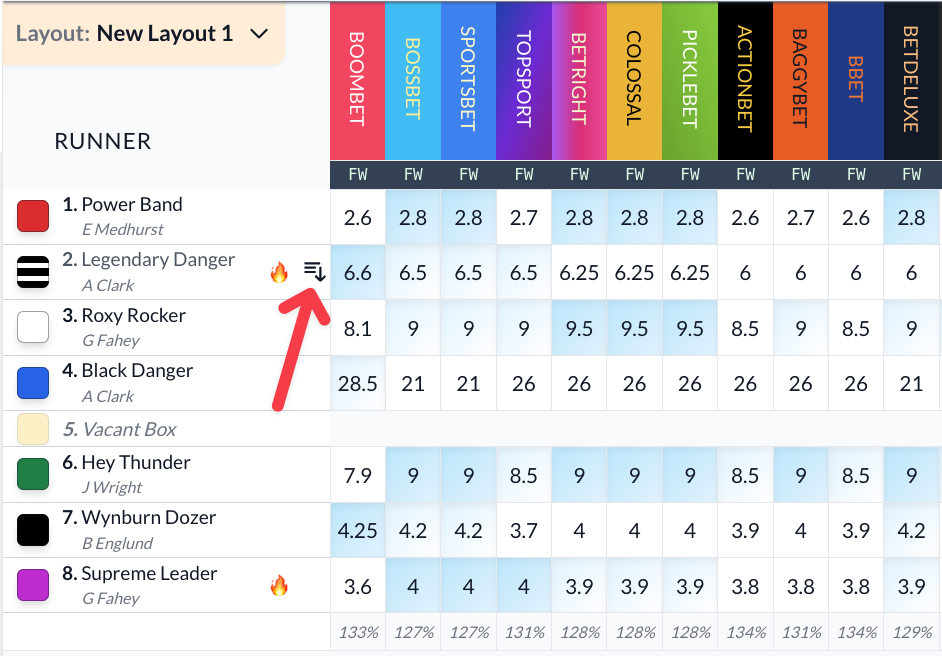 Layout: New Layout 1
RUNNER
BOOMBET BOSSBET SPORTSBET TOPSPORT BETRIGHT COLOSSAL PICKLEBET ACTIONBET BAGGYBET BBET BETDELUXE
FW FW FW FW FW FW FW FW FW FW FW
1. Power Band 2.6 2.8 2.8 2.7 2.8 2.8 2.8 2.6 2.7 2.6 2.8
E Medhurst
2. Legendary Danger 6.6 6.5 6.5 6.5 6.25 6.25 6.25 6 6 6 6
A Clark
3. Roxy Rocker 8.1 9 9 9 9.5 9.5 9.5 8.5 9 8.5 9
G Fahey
4. Black Danger 28.5 21 21 26 26 26 26 26 26 26 21
A Clark
5. Vacant Box
6. Hey Thunder 7.9 9 9 8.5 9 9 9 8.5 9 8.5 9
J Wright
7. Wynburn Dozer 4.25 4.2 4.2 3.7 4 4 4 3.9 4 3.9 4.2
B Englund
8. Supreme Leader 3.6 4 4 4 3.9 3.9 3.9 3.8 3.8 3.8 3.9
G Fahey
133% 127% 127% 131% 128% 128% 128% 134% 131% 134% 129%